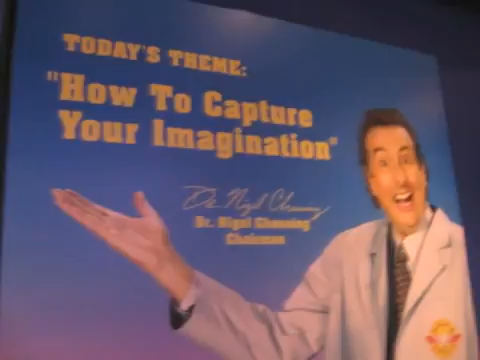 TODAY'S THEME:
"How To Capture
Your Imagination"
Dr. Nigel Channing
Dr. Nigel Channing
Chairman